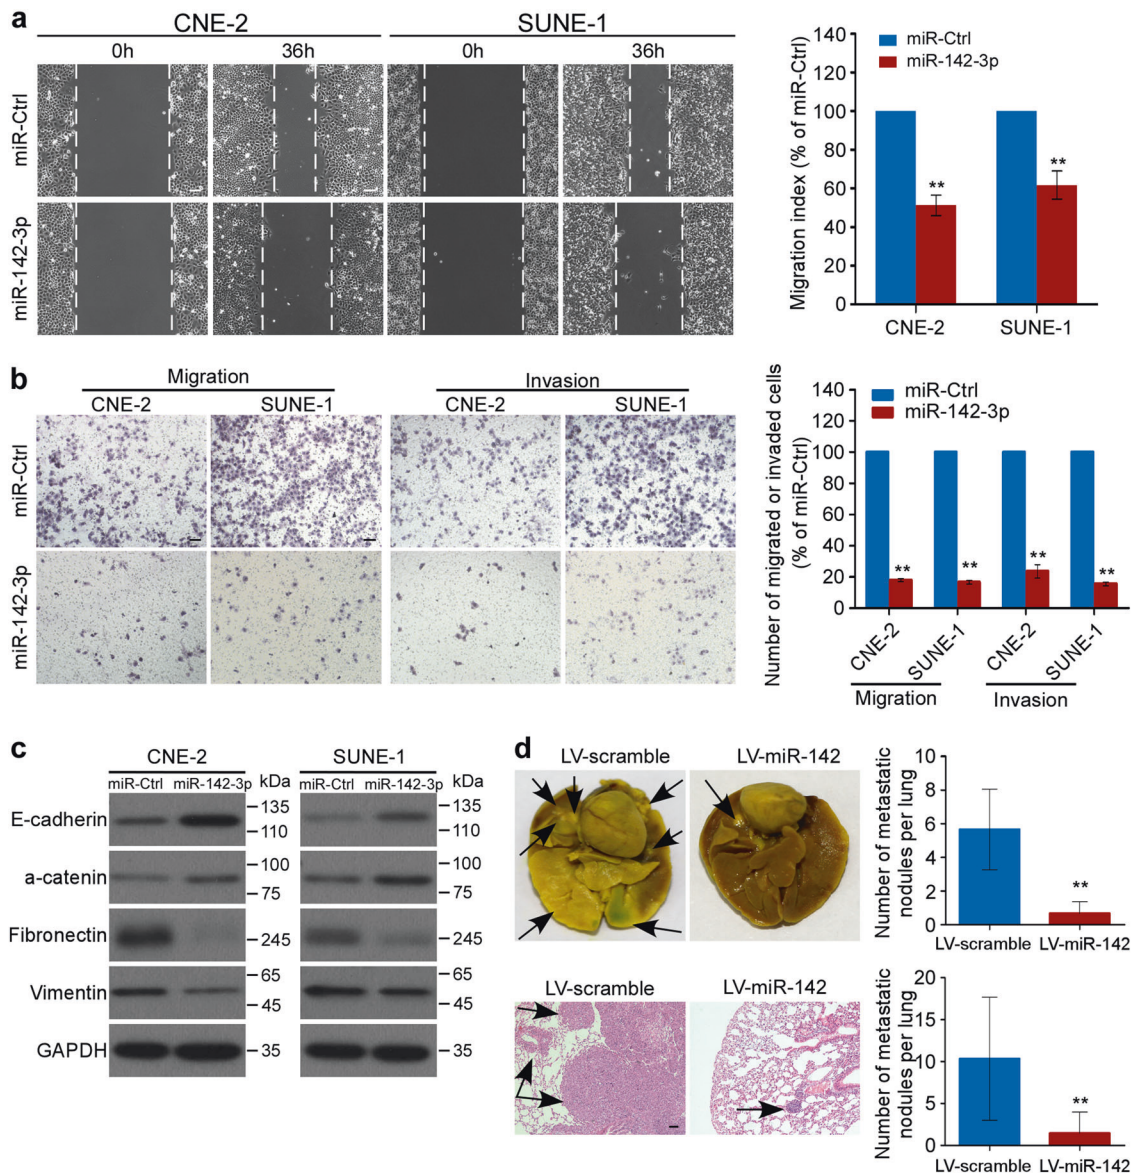 a
CNE-2
SUNE-1
0h
36h
0h
36h
miR-Ctrl
miR-142-3p
Migration index (% of miR-Ctrl)
140
120
100
80
60
40
20
0
miR-Ctrl
miR-142-3p
**
**
CNE-2
SUNE-1
b
Migration
Invasion
CNE-2
SUNE-1
CNE-2
SUNE-1
miR-Ctrl
miR-142-3p
Number of migrated or invaded cells
(% of miR-Ctrl)
140
120
100
80
60
40
20
0
miR-Ctrl
miR-142-3p
**
**
**
**
CNE-2
SUNE-1
CNE-2
SUNE-1
Migration
Invasion
c
CNE-2
SUNE-1
miR-Ctrl miR-142-3p kDa
miR-Ctrl miR-142-3p kDa
E-cadherin
135
110
135
110
a-catenin
100
75
100
75
Fibronectin
245
245
Vimentin
65
45
65
45
GAPDH
35
35
d
LV-scramble
LV-miR-142
Number of metastatic
nodules per lung
10
8
6
4
2
0
**
LV-scramble
LV-miR-142
LV-scramble
LV-miR-142
Number of metastatic
nodules per lung
20
15
10
5
0
**
LV-scramble
LV-miR-142